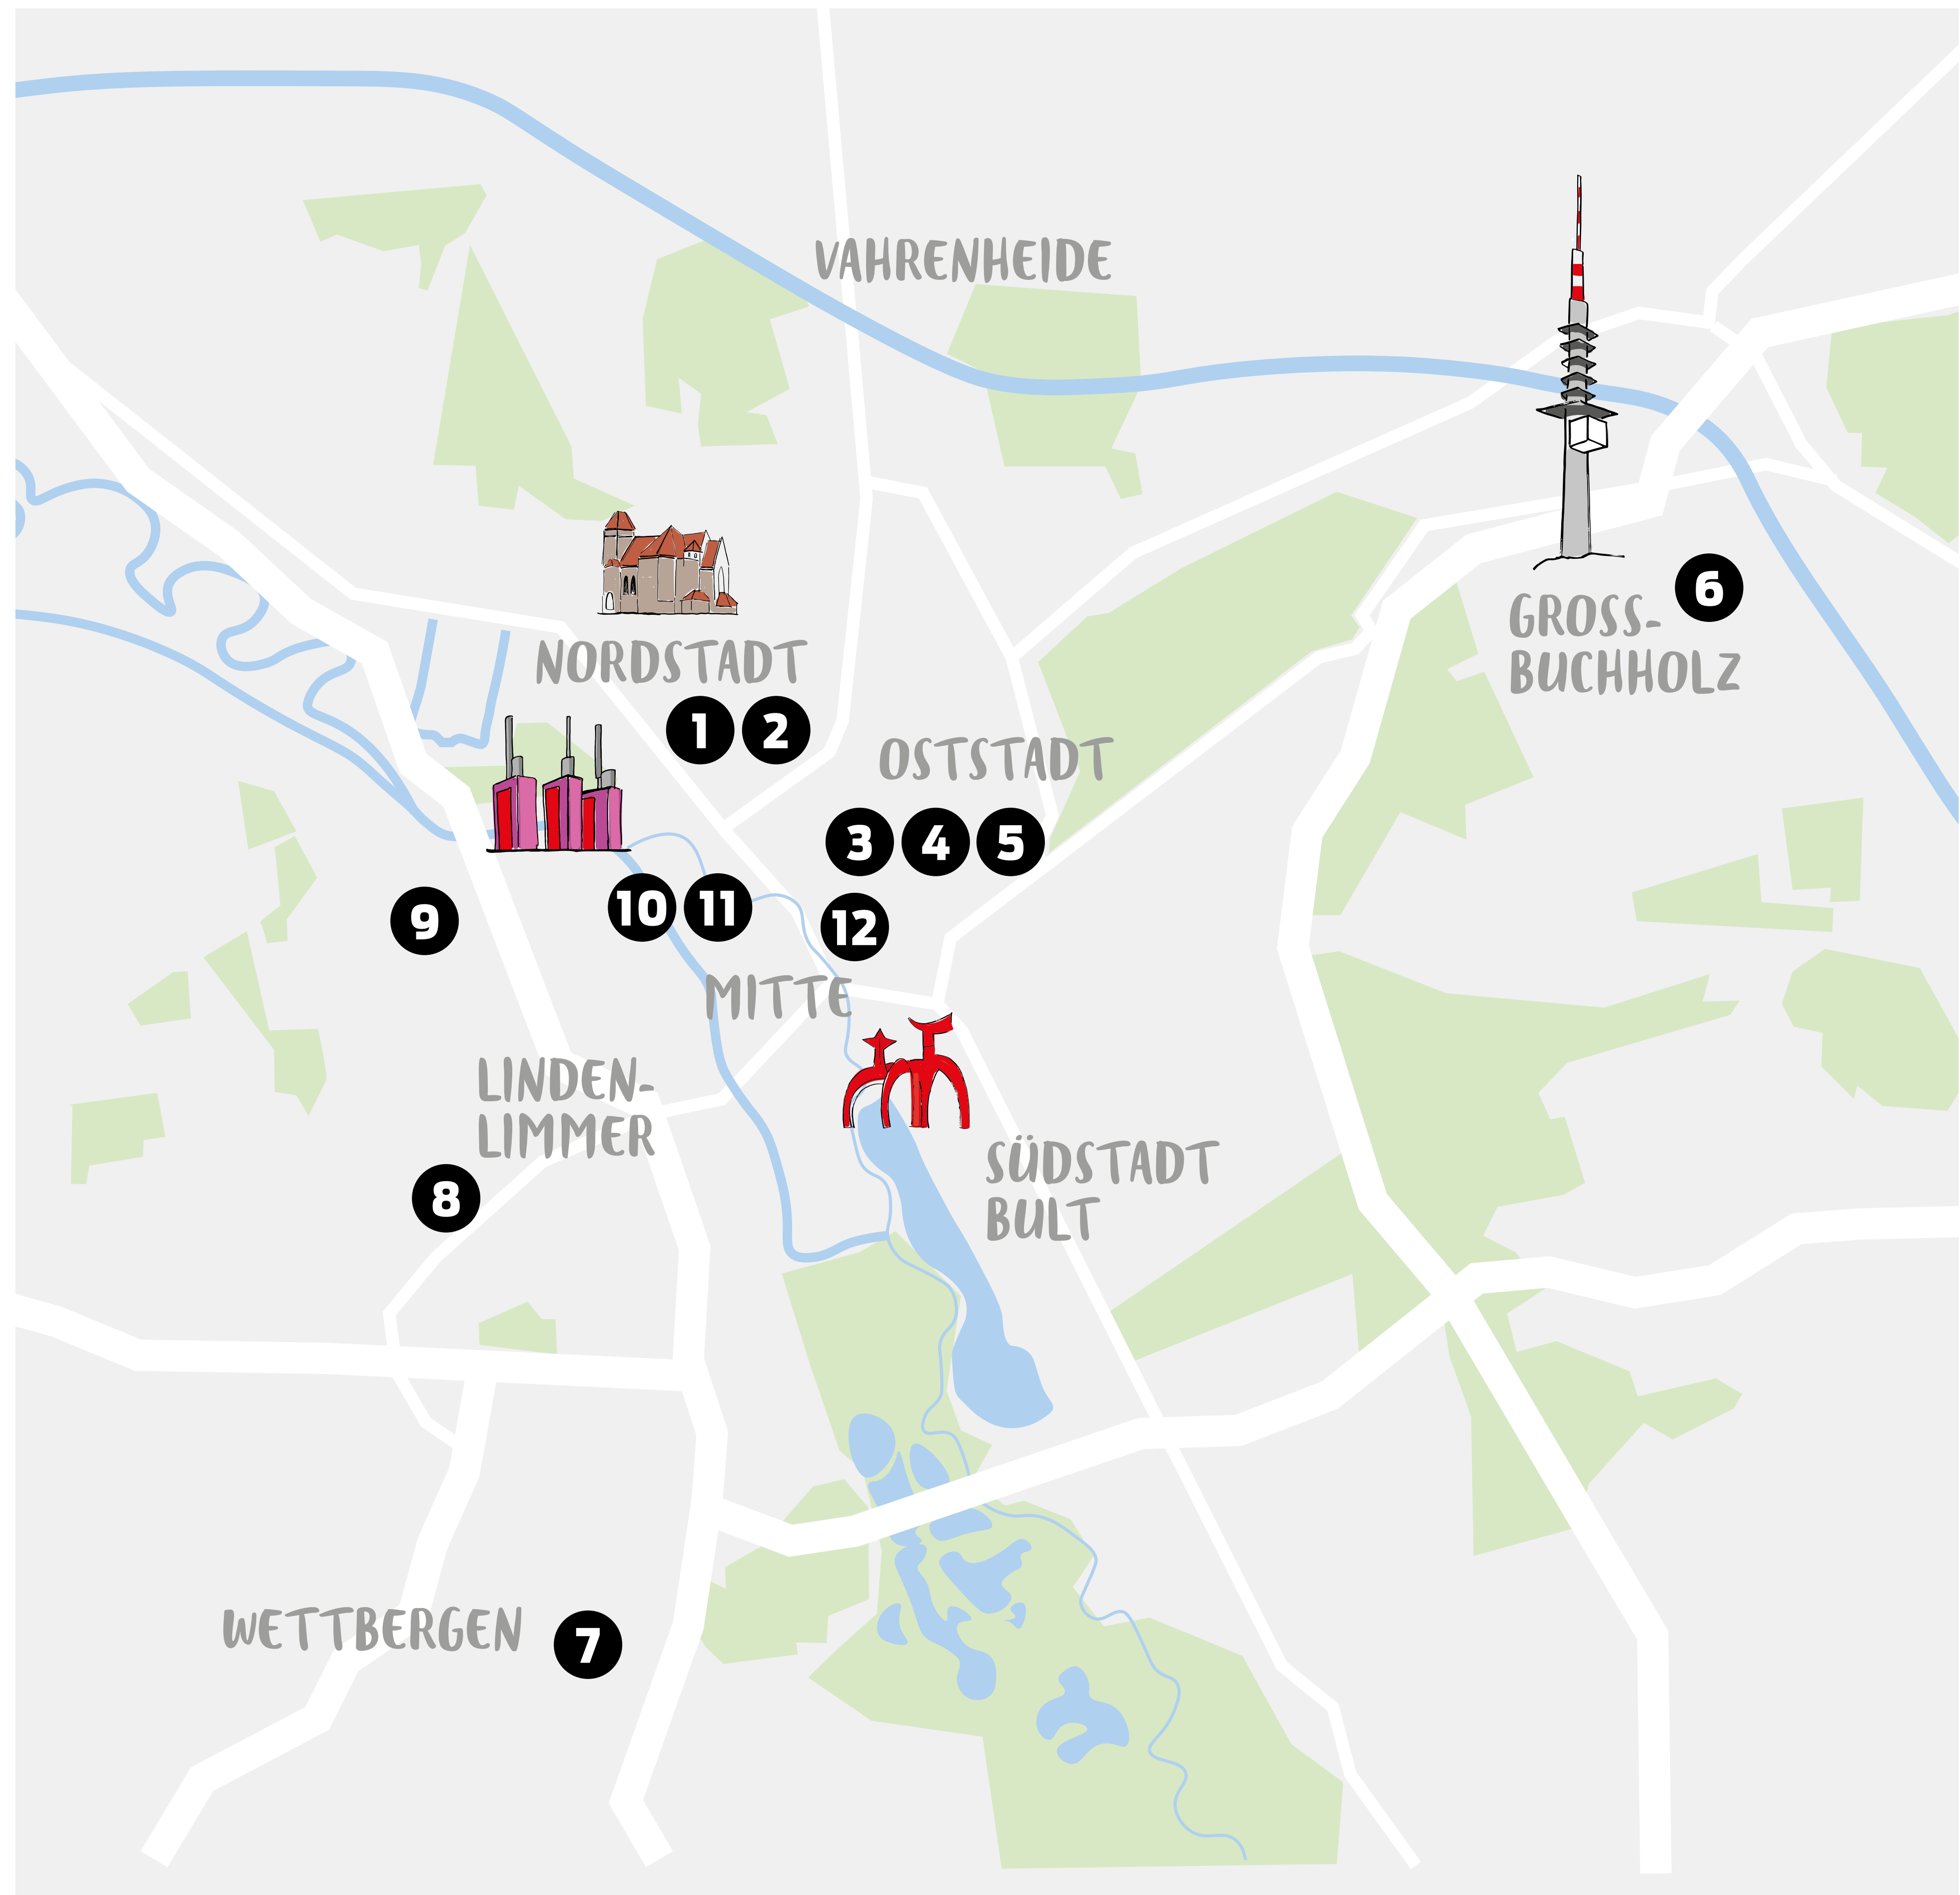 VAHRENHEIDE
GROSS-
BUCHHOLZ
6
NORDSTADT
1 2
OSTSTADT
3 4 5
9
10 11
12
MITTE
LINDEN-
LIMMER
8
SÜDSTADT
BULT
WETTBERGEN
7